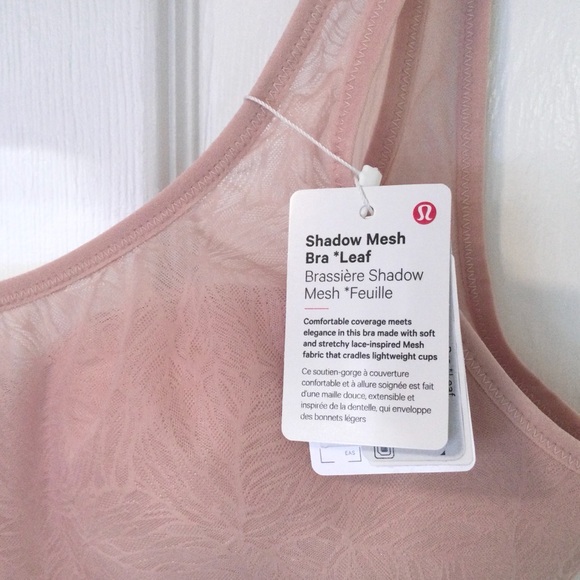 Shadow Mesh
Bra *Leaf
Brassière Shadow
Mesh *Feuille
Comfortable coverage meets
elegance in this bra made with soft
and stretchy lace-inspired Mesh
fabric that cradles lightweight cups
Ce soutien-gorge à couverture
confortable et à allure soignée est fait
d'une maille douce, extensible et
inspirée de la dentelle, qui enveloppe
des bonnets légers